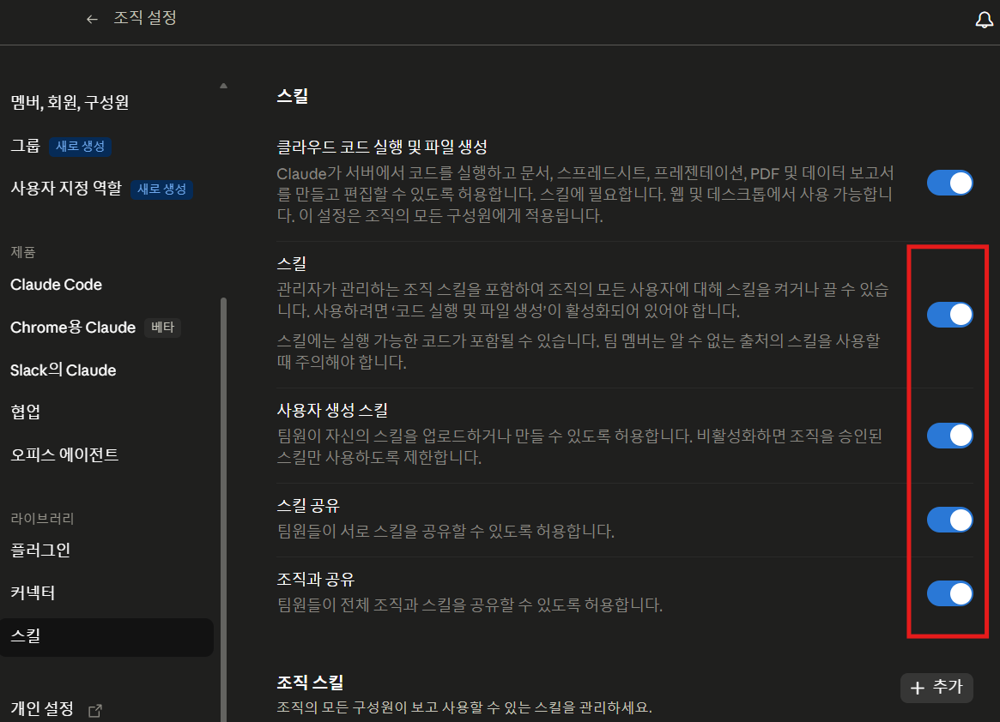 조직 설정
멤버, 회원, 구성원
그룹 새로 생성
사용자 지정 역할 새로 생성
제품
Claude Code
Chrome용 Claude 베타
Slack의 Claude
협업
오피스 에이전트
라이브러리
플러그인
커넥터
스킬
개인 설정
스킬
클라우드 코드 실행 및 파일 생성
Claude가 서버에서 코드를 실행하고 문서, 스프레드시트, 프레젠테이션, PDF 및 데이터 보고서
를 만들고 편집할 수 있도록 허용합니다. 스킬에 필요합니다. 웹 및 데스크톱에서 사용 가능합니
다. 이 설정은 조직의 모든 구성원에게 적용됩니다.
스킬
관리자가 관리하는 조직 스킬을 포함하여 조직의 모든 사용자에 대해 스킬을 켜거나 끌 수 있습
니다. 사용하려면 ‘코드 실행 및 파일 생성’이 활성화되어 있어야 합니다.
스킬에는 실행 가능한 코드가 포함될 수 있습니다. 팀 멤버는 알 수 없는 출처의 스킬을 사용할
때 주의해야 합니다.
사용자 생성 스킬
팀원이 자신의 스킬을 업로드하거나 만들 수 있도록 허용합니다. 비활성화하면 조직을 승인된
스킬만 사용하도록 제한합니다.
스킬 공유
팀원들이 서로 스킬을 공유할 수 있도록 허용합니다.
조직과 공유
팀원들이 전체 조직과 스킬을 공유할 수 있도록 허용합니다.
조직 스킬
+ 추가
조직의 모든 구성원이 보고 사용할 수 있는 스킬을 관리하세요.